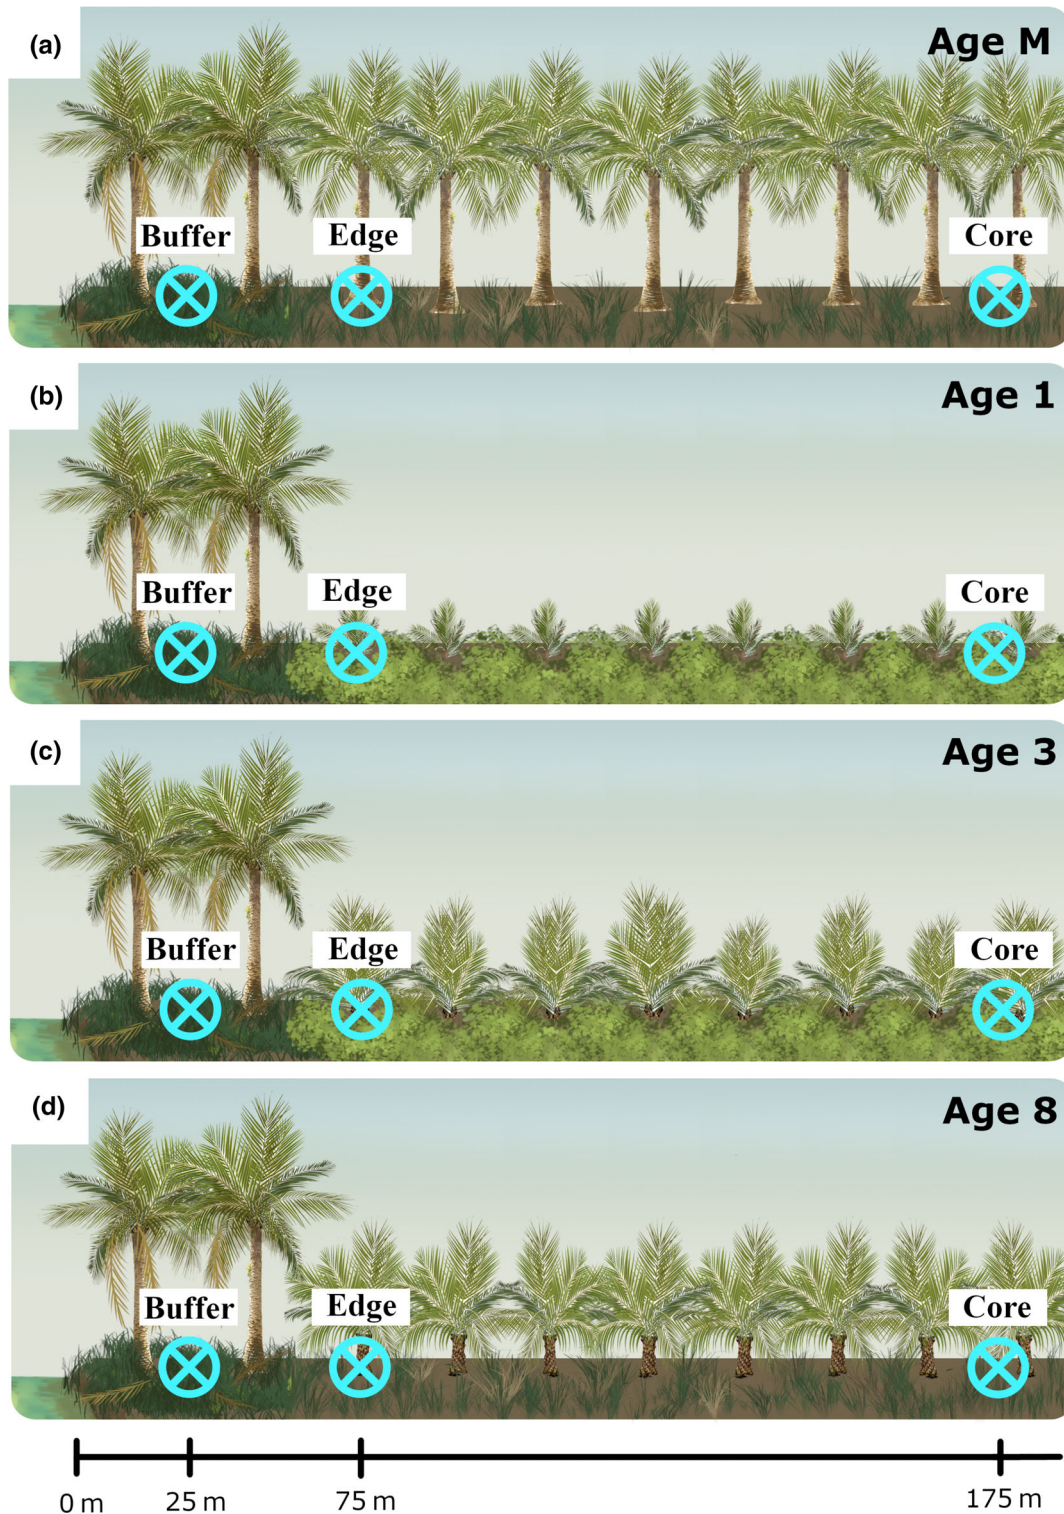 (a)
Age M
Buffer
Edge
Core
(b)
Age 1
Buffer
Edge
Core
(c)
Age 3
Buffer
Edge
Core
(d)
Age 8
Buffer
Edge
Core
0 m
25 m
75 m
175 m